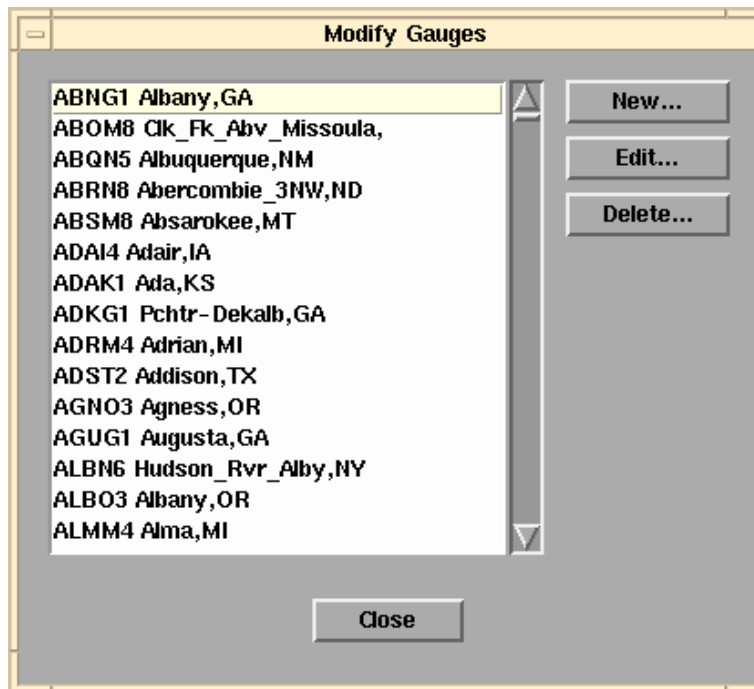 Modify Gauges
ABNG1 Albany,GA
ABOM8 Clk_Fk_Abv_Missoula,
ABQN5 Albuquerque,NM
ABRN8 Abercombie_3NW,ND
ABSM8 Absarokee,MT
ADAI4 Adair,IA
ADAK1 Ada,KS
ADKG1 Pchtr-Dekalb,GA
ADRM4 Adrian,MI
ADST2 Addison,TX
AGNO3 Agness,OR
AGUG1 Augusta,GA
ALBN6 Hudson_Rvr_Alby,NY
ALBO3 Albany,OR
ALMM4 Alma,MI
New...
Edit...
Delete...
Close